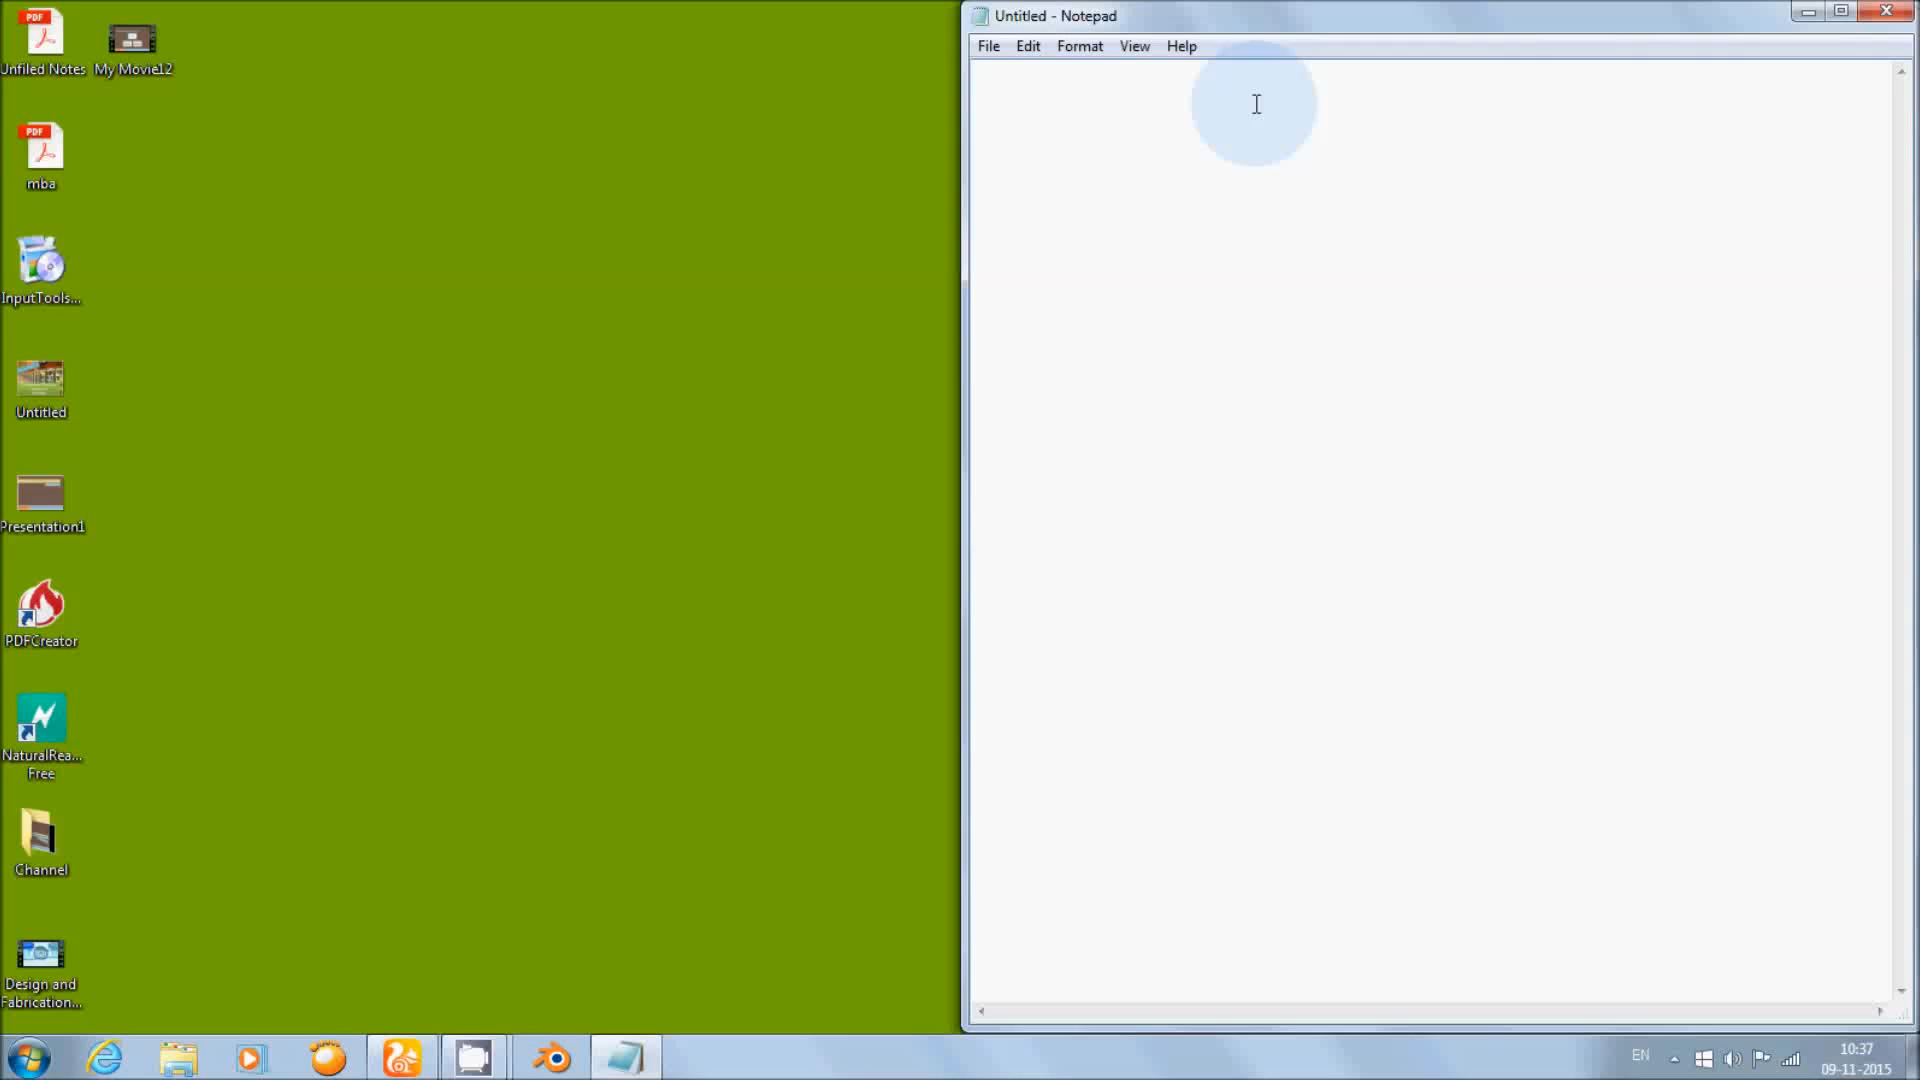 Unfiled Notes
My Movie12
mba
InputTools...
Untitled
Presentation1
PDFCreator
NaturalRea...
Free
Channel
Design and
Fabrication...
Untitled - Notepad
File Edit Format View Help
EN
10:37
09-11-2015